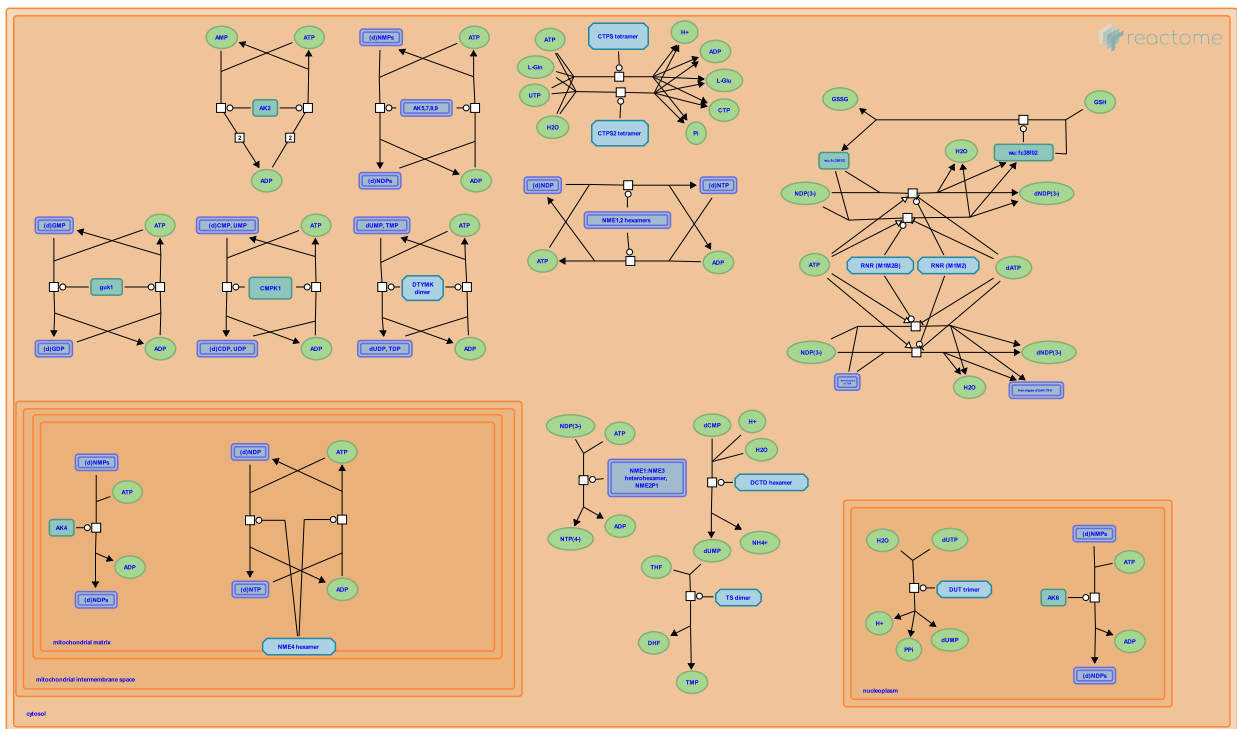 reactome
AMP
ATP
AK2
2
2
ADP
(d)NMPs
ATP
AK5,7,8,9
(d)NDPs
ADP
ATP
L-Gln
UTP
H2O
CTPS tetramer
CTPS2 tetramer
H+
ADP
L-Glu
CTP
Pi
GSSG
GSH
wu:fc38f02
H2O
wu:fc38f02
NDP(3-)
dNDP(3-)
ATP
RNR (M1M2B)
RNR (M1M2)
dATP
NDP(3-)
dNDP(3-)
H2O
(d)NDP
(d)NTP
NME1,2 hexamers
ATP
ADP
(d)GMP
ATP
guk1
(d)GDP
ADP
(d)CMP, UMP
ATP
CMPK1
(d)CDP, UDP
ADP
dUMP, TMP
ATP
DTYMK
dimer
dUDP, TDP
ADP
(d)NMPs
ATP
AK4
ADP
(d)NDPs
(d)NDP
ATP
(d)NTP
ADP
NME4 hexamer
mitochondrial matrix
mitochondrial intermembrane space
cytosol
NDP(3-)
ATP
NME1:NME3
heterohexamer,
NME2P1
NTP(4-)
ADP
dCMP
H+
H2O
DCTD hexamer
NH4+
dUMP
THF
TS dimer
DHF
TMP
H2O
dUTP
DUT trimer
H+
PPi
dUMP
(d)NMPs
ATP
AK6
ADP
(d)NDPs
nucleoplasm